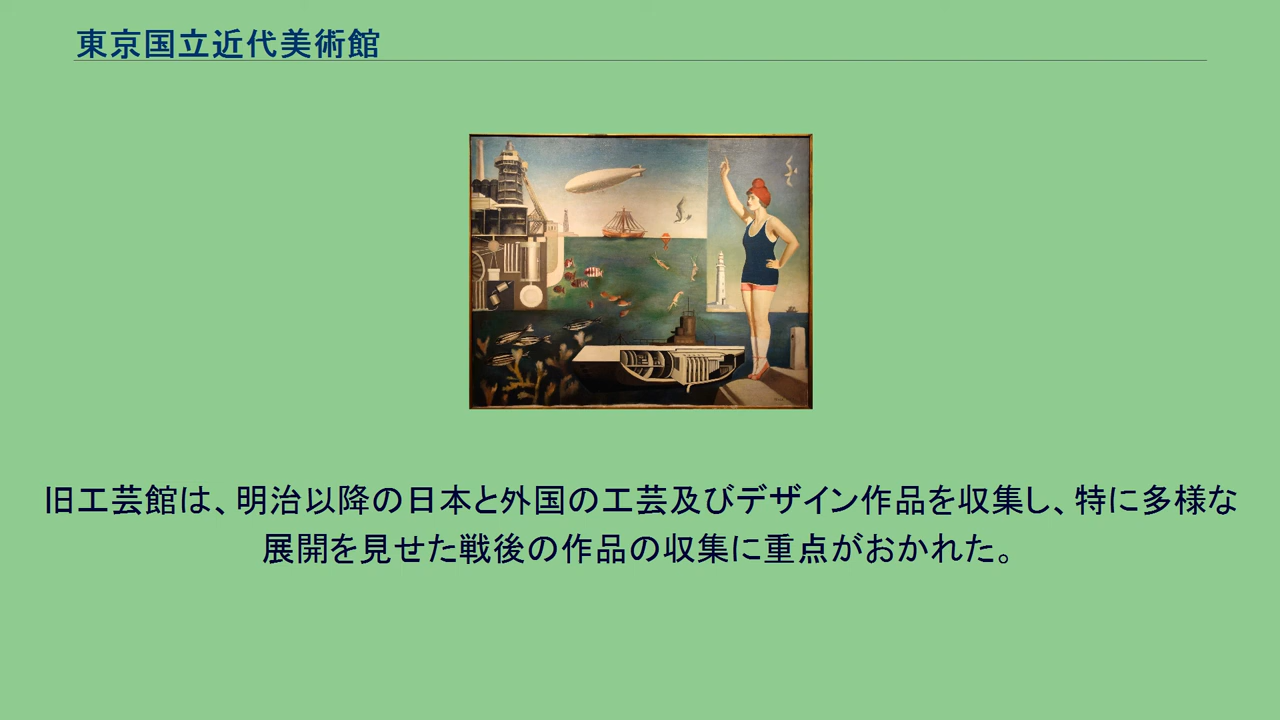 東京国立近代美術館
旧工芸館は、明治以降の日本と外国の工芸及びデザイン作品を収集し、特に多様な
展開を見せた戦後の作品の収集に重点がおかれた。